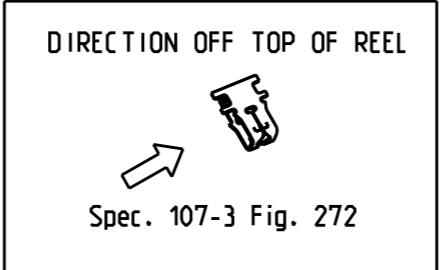 DIRECTION OFF TOP OF REEL
Spec. 107-3 Fig. 272